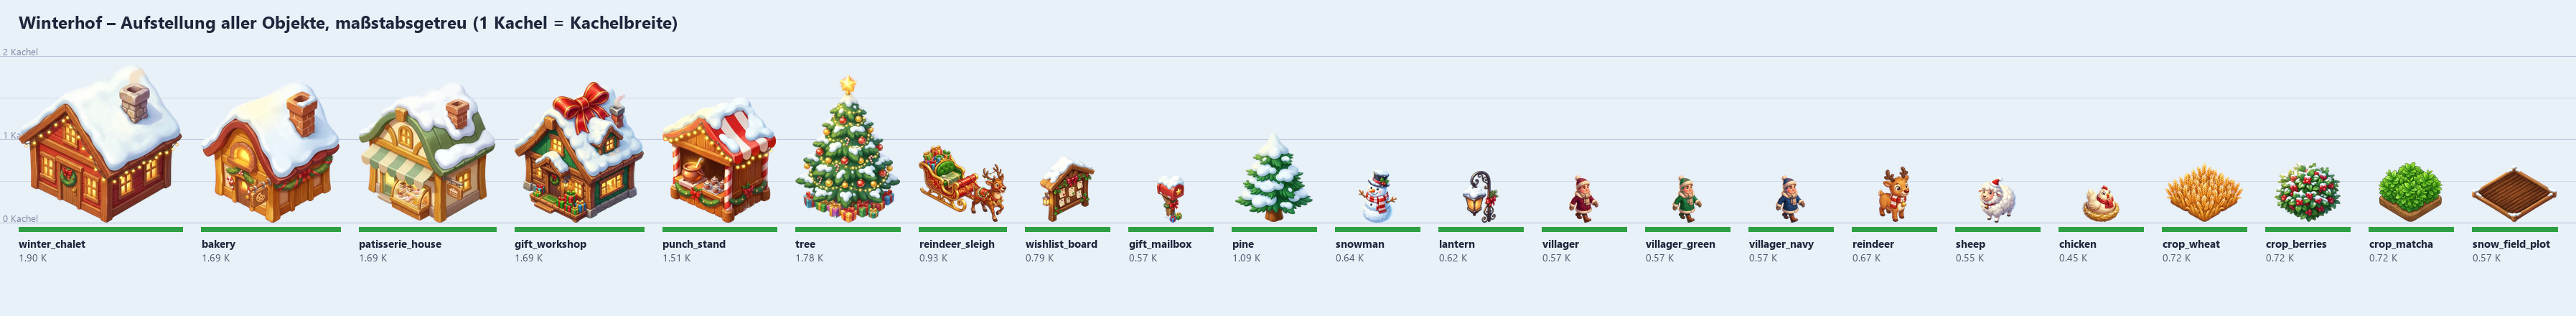 Winterhof – Aufstellung aller Objekte, maßstabsgetreu (1 Kachel = Kachelbreite)
2 Kachel
0 Kachel
winter_chalet bakery patisserie_house gift_workshop punch_stand tree reindeer_sleigh wishlist_board gift_mailbox pine snowman lantern villager villager_green villager_navy reindeer sheep chicken crop_wheat crop_berries crop_matcha snow_field_plot
1.90 K 1.69 K 1.69 K 1.69 K 1.51 K 1.78 K 0.93 K 0.79 K 0.57 K 1.09 K 0.64 K 0.62 K 0.57 K 0.57 K 0.57 K 0.67 K 0.55 K 0.45 K 0.72 K 0.72 K 0.72 K 0.57 K